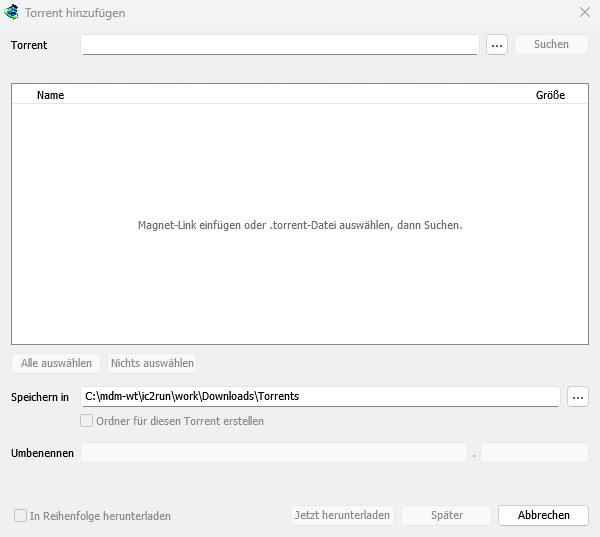 Torrent hinzufügen
Torrent ... Suchen
Name Größe
Magnet-Link einfügen oder .torrent-Datei auswählen, dann Suchen.
Alle auswählen Nichts auswählen
Speichern in C:\mdm-wt\ic2run\work\Downloads\Torrents ...
Ordner für diesen Torrent erstellen
Umbenennen .
In Reihenfolge herunterladen Jetzt herunterladen Später Abbrechen